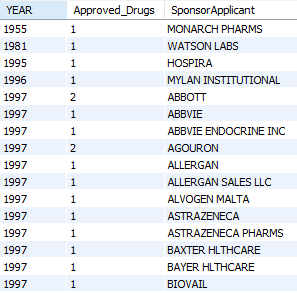 YEAR Approved_Drugs SponsorApplicant
1955 1 MONARCH PHARMS
1981 1 WATSON LABS
1995 1 HOSPIRA
1996 1 MYLAN INSTITUTIONAL
1997 2 ABBOTT
1997 1 ABBVIE
1997 1 ABBVIE ENDOCRINE INC
1997 2 AGOURON
1997 1 ALLERGAN
1997 1 ALLERGAN SALES LLC
1997 1 ALVOGEN MALTA
1997 1 ASTRAZENECA
1997 1 ASTRAZENECA PHARMS
1997 1 BAXTER HLTHCARE
1997 1 BAYER HLTHCARE
1997 1 BIOVAIL